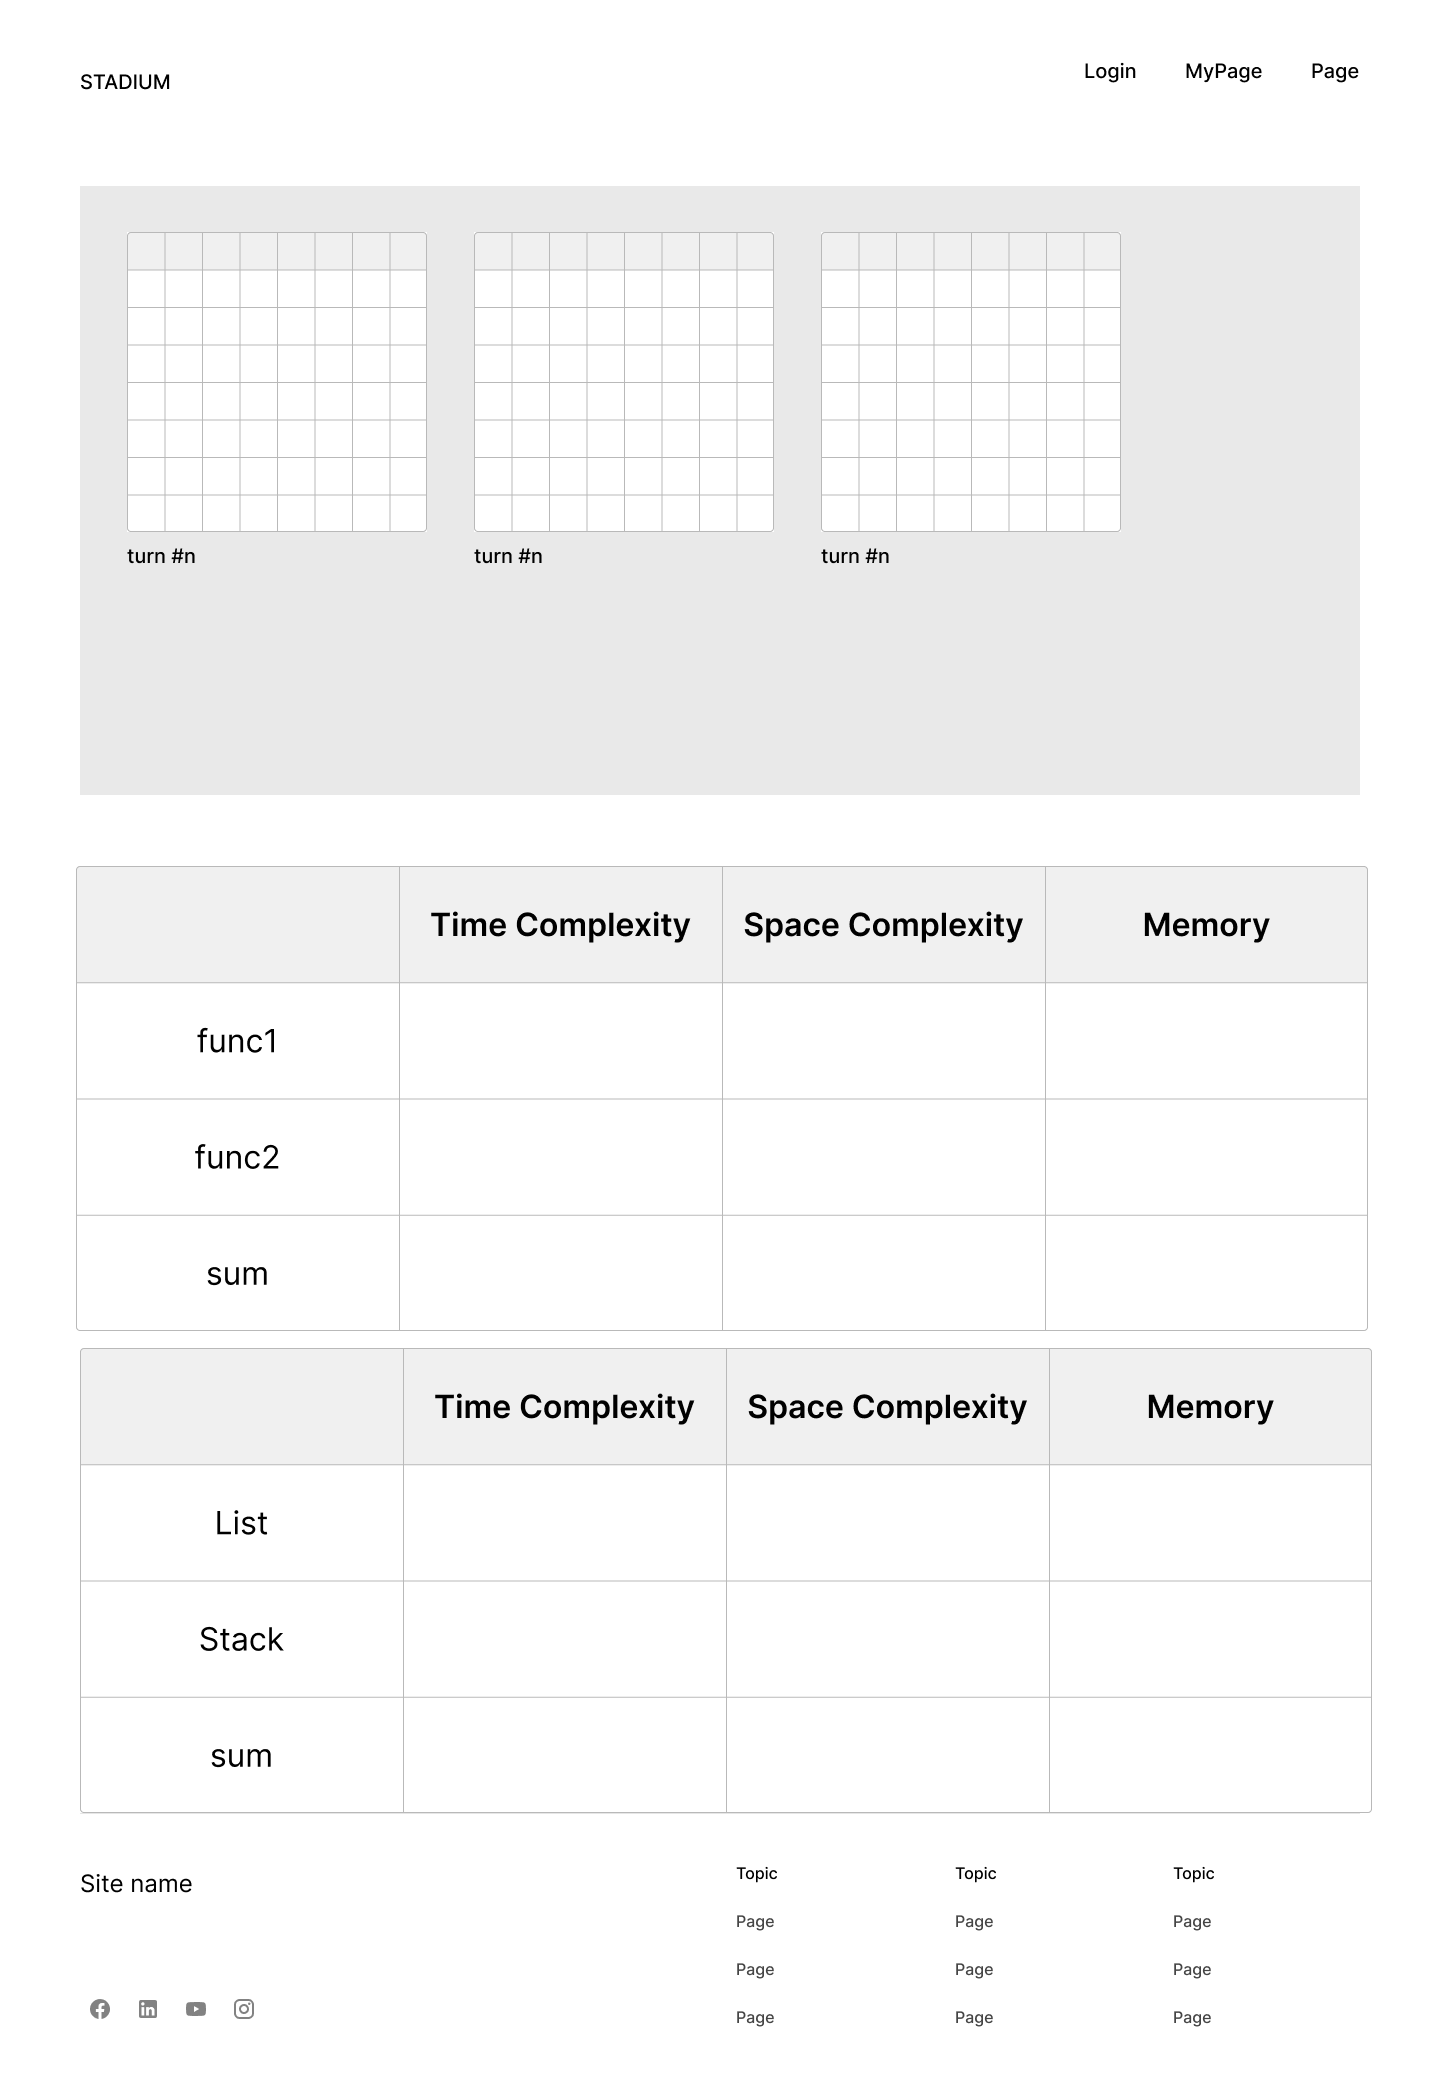 STADIUM
Login MyPage Page
turn #n turn #n turn #n
Time Complexity Space Complexity Memory
func1
func2
sum
Time Complexity Space Complexity Memory
List
Stack
sum
Site name
Topic Topic Topic
Page Page Page
Page Page Page
Page Page Page